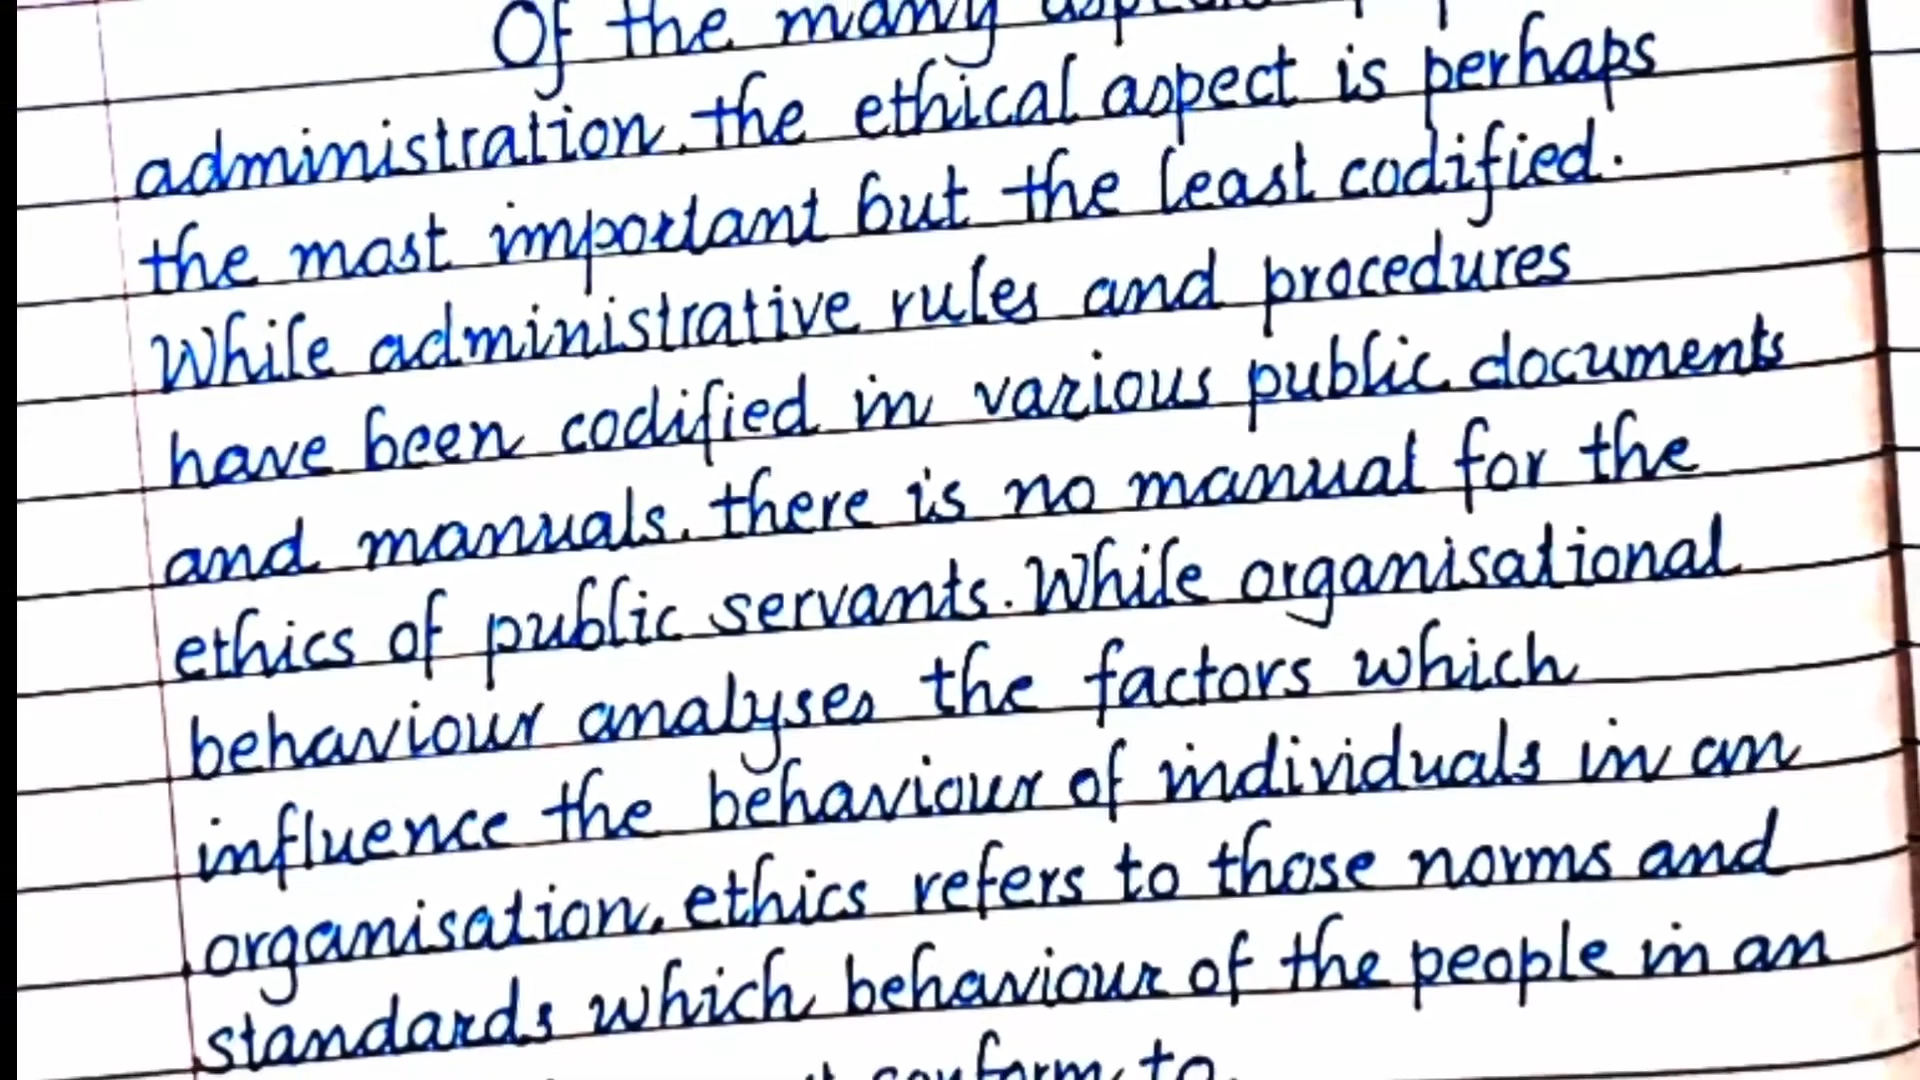 Of the many
administration, the ethical aspect is perhaps
the most important but the least codified.
While administrative rules and procedures
have been codified in various public documents
and manuals, there is no manual for the
ethics of public servants. While organisational
behaviour analyses the factors which
influence the behaviour of individuals in an
organisation, ethics refers to those norms and
standards which behaviour of the people in an
conform to.